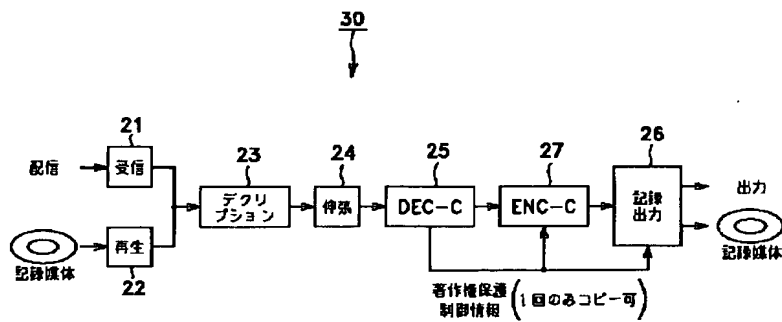 30
21
配信
受信
23
24
25
27
26
デクリ
プション
伸張
DEC-C
ENC-C
記録
出力
出力
記録媒体
再生
22
記録媒体
著作権保護
制御情報
(1回のみコピー可)